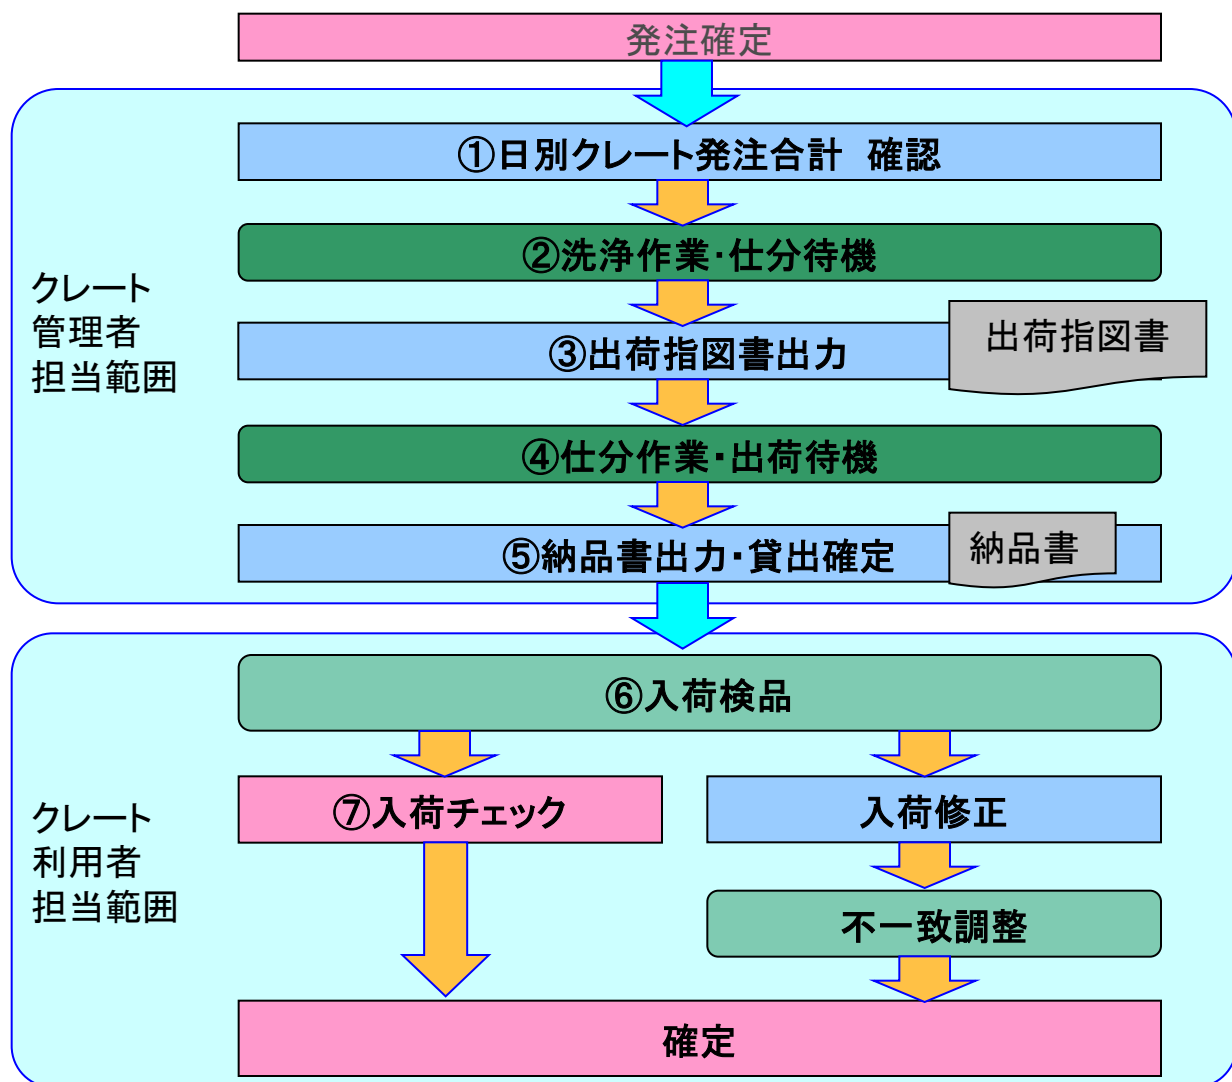 発注確定
①日別クレート発注合計　確認
②洗浄作業・仕分待機
クレート
管理者
担当範囲
③出荷指図書出力
出荷指図書
④仕分作業・出荷待機
⑤納品書出力・貸出確定
納品書
⑥入荷検品
⑦入荷チェック
入荷修正
クレート
利用者
担当範囲
不一致調整
確定